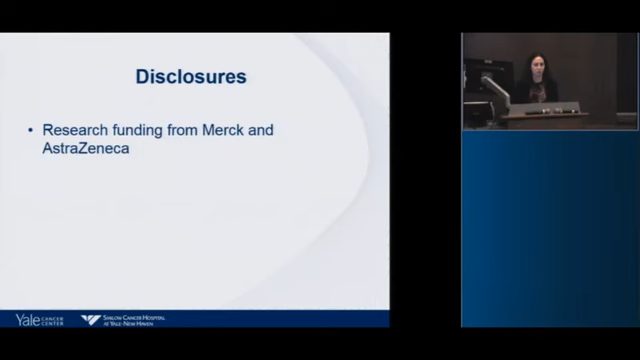 Disclosures
• Research funding from Merck and
AstraZeneca
Yale CANCER
CENTER
SMILOW CANCER HOSPITAL
AT YALE-NEW HAVEN